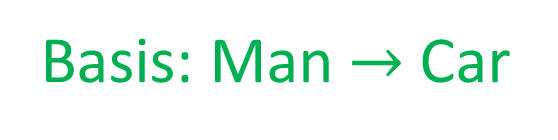 Basis: Man → Car